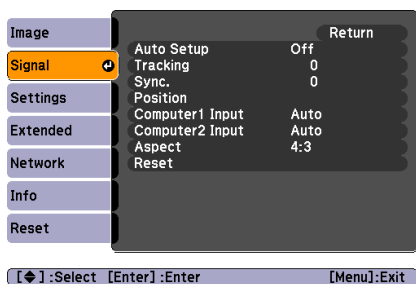 Image
Signal
Settings
Extended
Network
Info
Reset
Return
Auto Setup Off
Tracking 0
Sync. 0
Position
Computer1 Input Auto
Computer2 Input Auto
Aspect 4:3
Reset
[◆] :Select [Enter] :Enter [Menu]:Exit